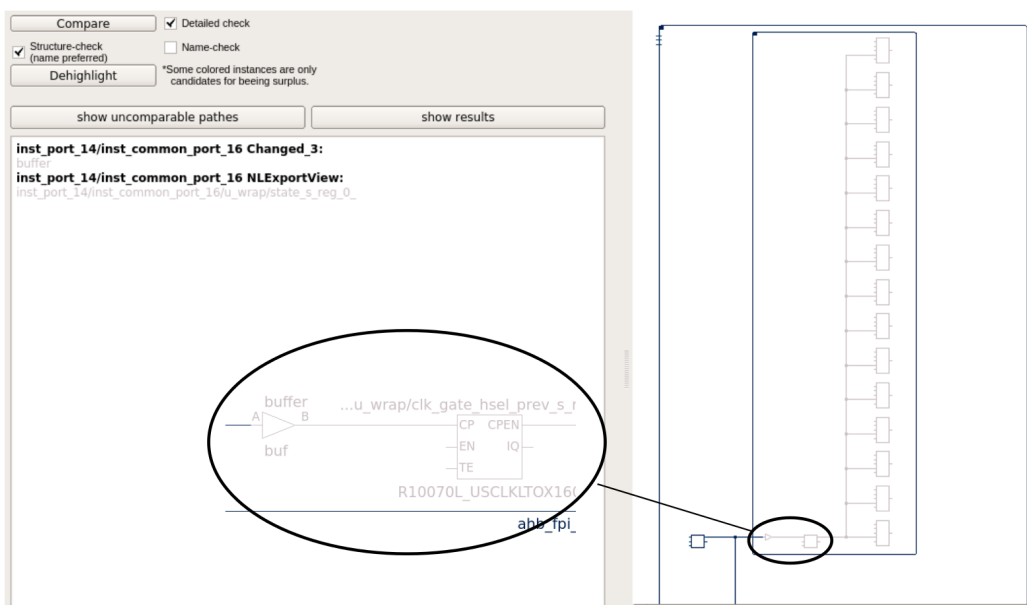 Compare
Detailed check
Structure-check
(name preferred)
Name-check
Dehighlight
*Some colored instances are only
candidates for beeing surplus.
show uncomparable pathes
show results
inst_port_14/inst_common_port_16 Changed_3:
buffer
inst_port_14/inst_common_port_16 NLExportView:
inst_port_14/inst_common_port_16/u_wrap/state_s_reg_0_
buffer
...u_wrap/clk_gate_hsel_prev_s_r
A
B
CP CPEN
EN IQ
TE
buf
R10070L_USCLKLTOX16(
ahb_fpi_